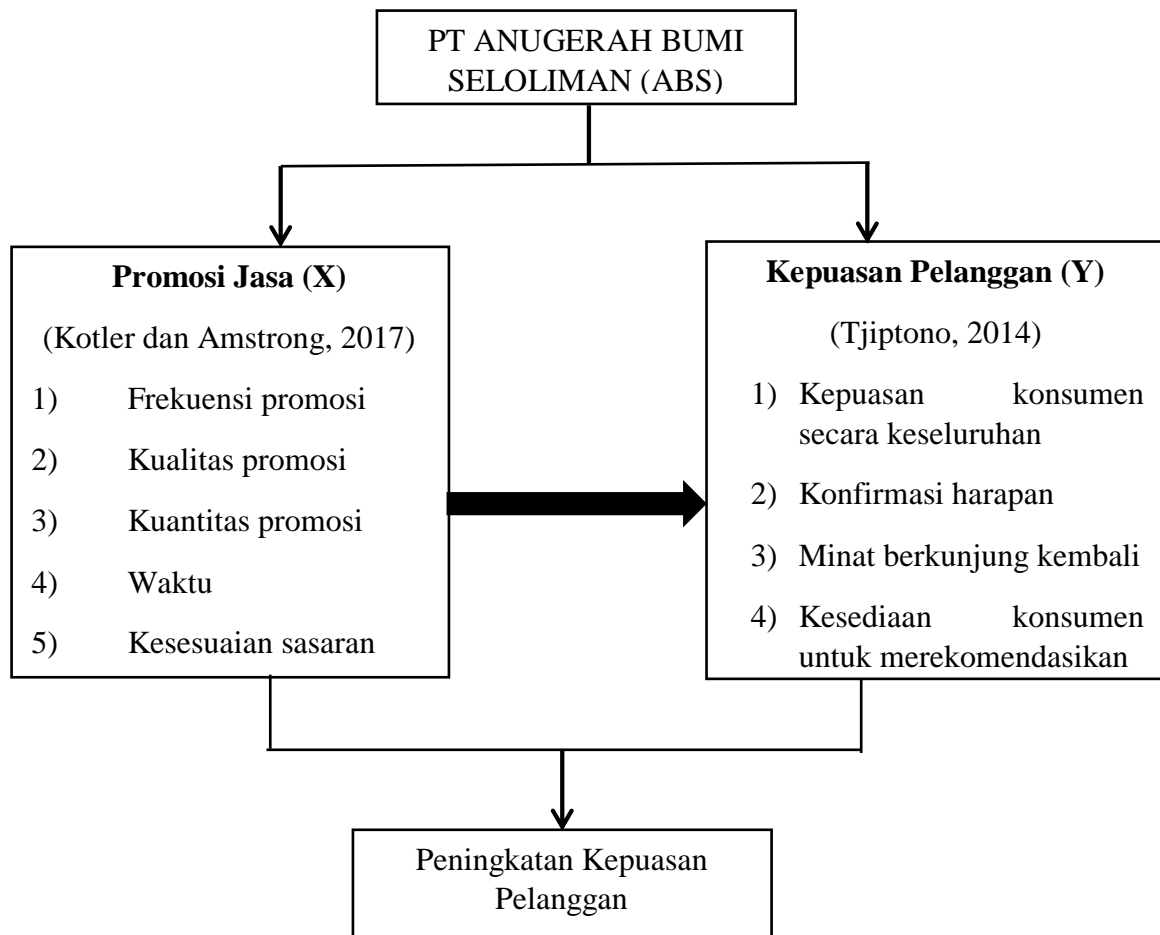 PT ANUGERAH BUMI
SELOLIMAN (ABS)
Promosi Jasa (X)
(Kotler dan Amstrong, 2017)
1) Frekuensi promosi
2) Kualitas promosi
3) Kuantitas promosi
4) Waktu
5) Kesesuaian sasaran
Kepuasan Pelanggan (Y)
(Tjiptono, 2014)
1) Kepuasan konsumen
secara keseluruhan
2) Konfirmasi harapan
3) Minat berkunjung kembali
4) Kesediaan konsumen
untuk merekomendasikan
Peningkatan Kepuasan
Pelanggan